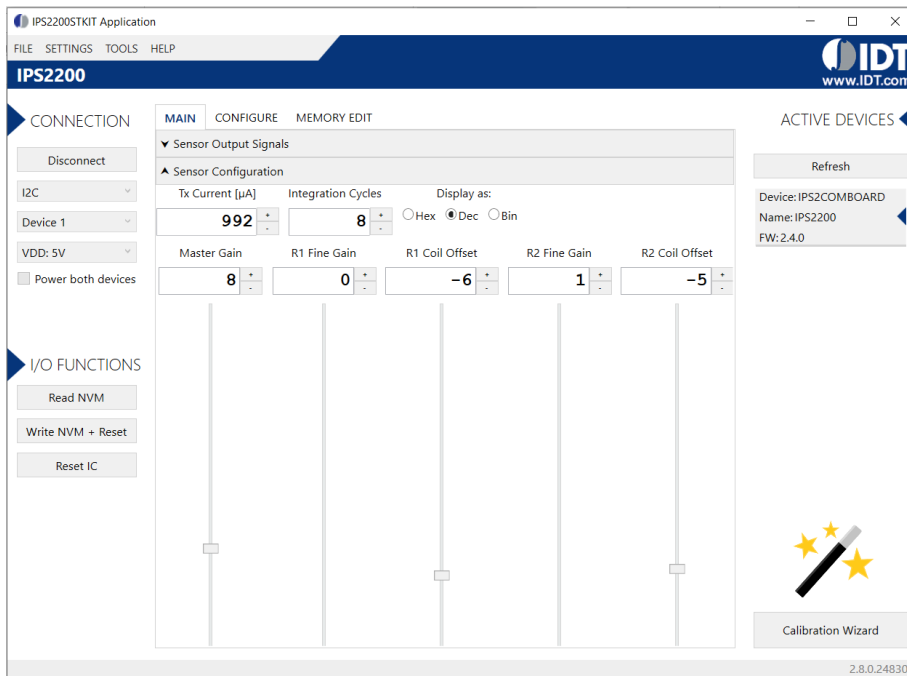 IPS2200STKIT Application
FILE SETTINGS TOOLS HELP
IDT
www.IDT.com
IPS2200
CONNECTION
Disconnect
I2C
Device 1
VDD: 5V
Power both devices
I/O FUNCTIONS
Read NVM
Write NVM + Reset
Reset IC
MAIN CONFIGURE MEMORY EDIT
Sensor Output Signals
Sensor Configuration
Tx Current [µA] Integration Cycles Display as:
992 + - 8 + - Hex Dec Bin
Master Gain R1 Fine Gain R1 Coil Offset R2 Fine Gain R2 Coil Offset
8 + - 0 + - -6 + - 1 + - -5 + -
ACTIVE DEVICES
Refresh
Device: IPS2COMBOARD
Name: IPS2200
FW: 2.4.0
Calibration Wizard
2.8.0.24830